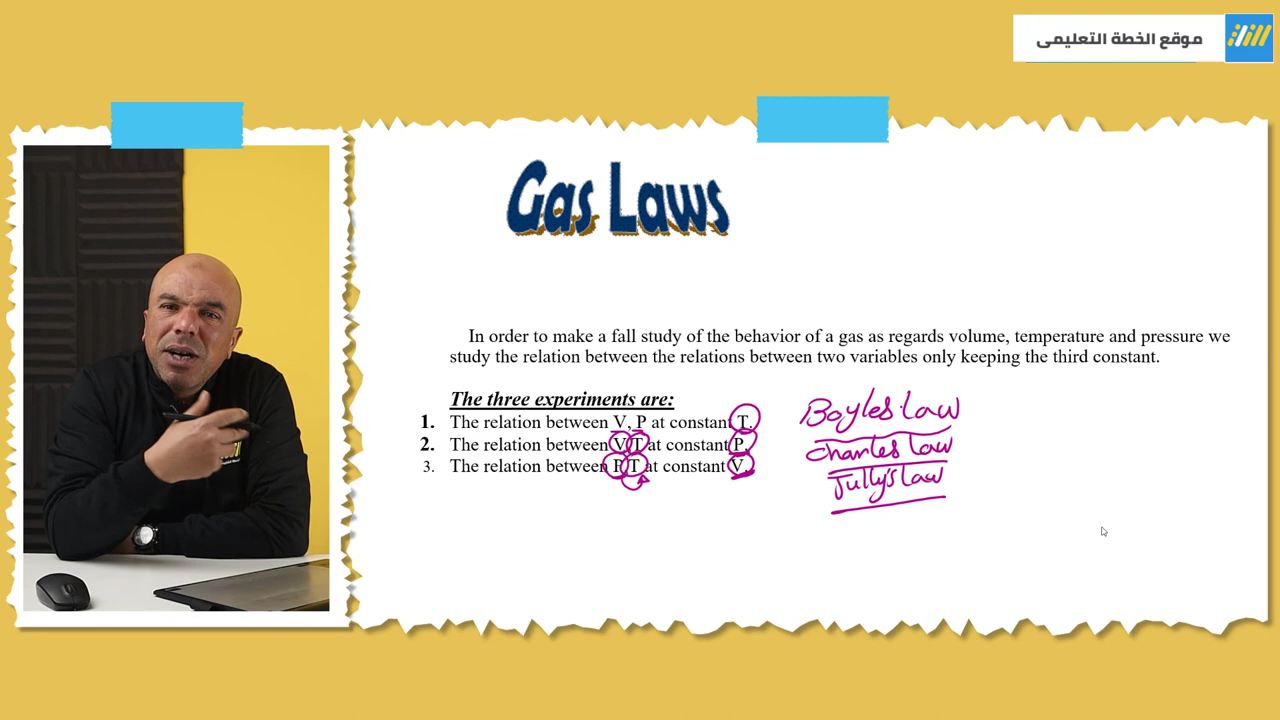 موقع الخطة التعليمى
Gas Laws
In order to make a fall study of the behavior of a gas as regards volume, temperature and pressure we
study the relation between the relations between two variables only keeping the third constant.
The three experiments are:
1. The relation between V, P at constant T.
2. The relation between V T at constant P.
3. The relation between P T at constant V.
Boyles Law
Charles law
Jully's law